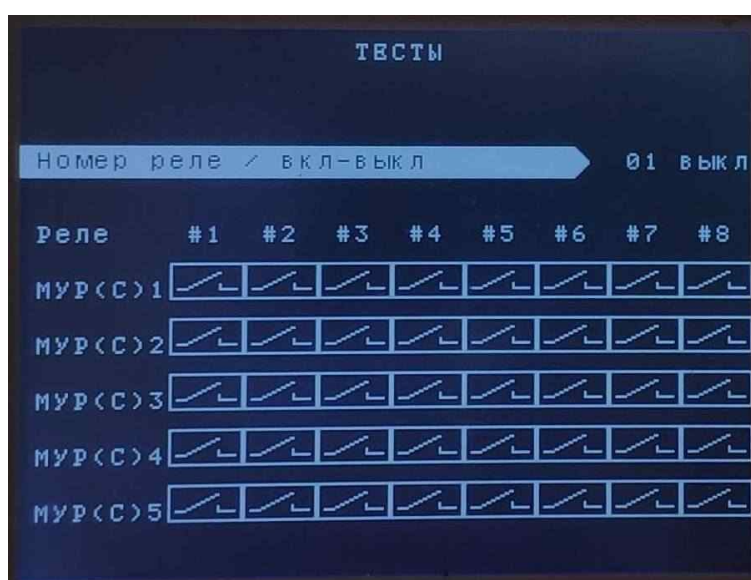 ТЕСТЫ
Номер реле / вкл-выкл 01 выкл
Реле #1 #2 #3 #4 #5 #6 #7 #8
МУР(С)1
МУР(С)2
МУР(С)3
МУР(С)4
МУР(С)5